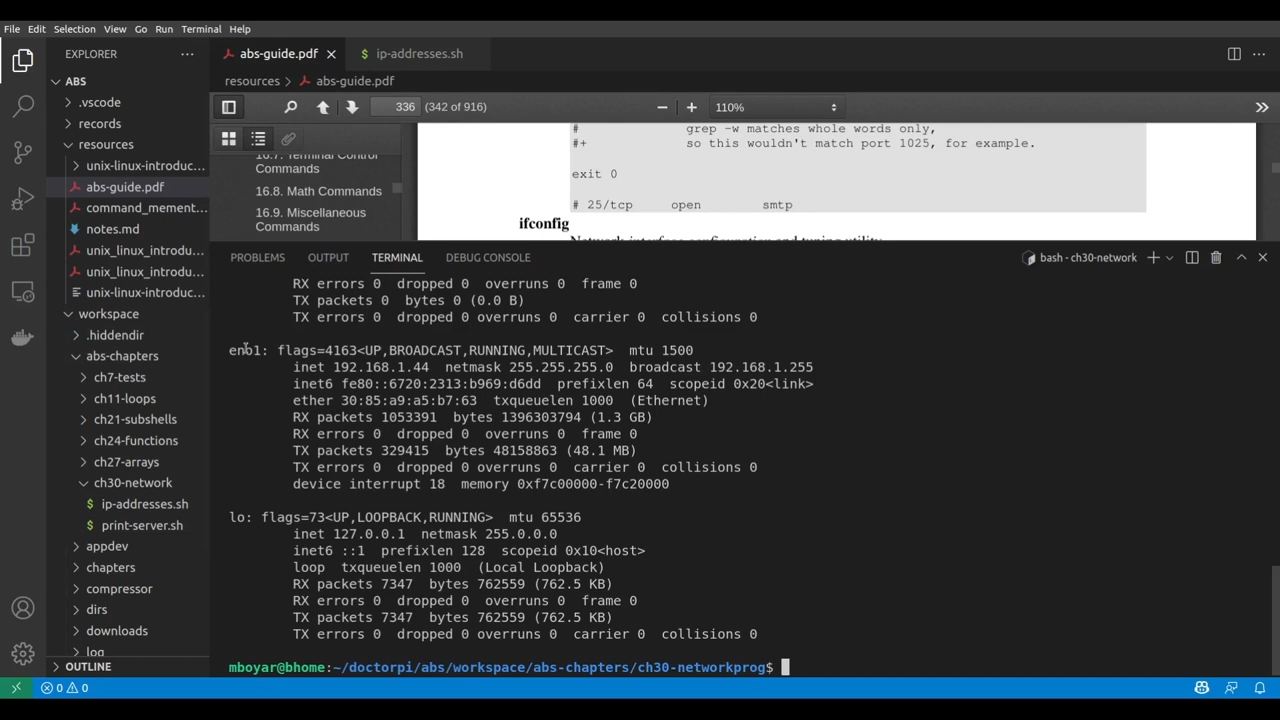 File Edit Selection View Go Run Terminal Help
EXPLORER
abs-guide.pdf
$ ip-addresses.sh
ABS
resources > abs-guide.pdf
.vscode
records
resources
unix-linux-introduc...
abs-guide.pdf
command_mement...
notes.md
unix_linux_introdu...
unix_linux_introdu...
unix-linux-introduc...
workspace
.hiddendir
abs-chapters
ch7-tests
ch11-loops
ch21-subshells
ch24-functions
ch27-arrays
ch30-network
$ ip-addresses.sh
$ print-server.sh
appdev
chapters
compressor
dirs
downloads
log
OUTLINE
336 (342 of 916)
110%
16.7. Terminal Control
Commands
16.8. Math Commands
16.9. Miscellaneous
Commands
# grep -w matches whole words only,
#+ so this wouldn't match port 1025, for example.
exit 0
# 25/tcp open smtp
ifconfig
Network interface configuration and tuning utility.
PROBLEMS OUTPUT TERMINAL DEBUG CONSOLE
bash - ch30-network
RX errors 0 dropped 0 overruns 0 frame 0
TX packets 0 bytes 0 (0.0 B)
TX errors 0 dropped 0 overruns 0 carrier 0 collisions 0
eno1: flags=4163<UP,BROADCAST,RUNNING,MULTICAST> mtu 1500
inet 192.168.1.44 netmask 255.255.255.0 broadcast 192.168.1.255
inet6 fe80::6720:2313:b969:d6dd prefixlen 64 scopeid 0x20<link>
ether 30:85:a9:a5:b7:63 txqueuelen 1000 (Ethernet)
RX packets 1053391 bytes 1396303794 (1.3 GB)
RX errors 0 dropped 0 overruns 0 frame 0
TX packets 329415 bytes 48158863 (48.1 MB)
TX errors 0 dropped 0 overruns 0 carrier 0 collisions 0
device interrupt 18 memory 0xf7c00000-f7c20000
lo: flags=73<UP,LOOPBACK,RUNNING> mtu 65536
inet 127.0.0.1 netmask 255.0.0.0
inet6 ::1 prefixlen 128 scopeid 0x10<host>
loop txqueuelen 1000 (Local Loopback)
RX packets 7347 bytes 762559 (762.5 KB)
RX errors 0 dropped 0 overruns 0 frame 0
TX packets 7347 bytes 762559 (762.5 KB)
TX errors 0 dropped 0 overruns 0 carrier 0 collisions 0
mboyar@bhome:~/doctorpi/abs/workspace/abs-chapters/ch30-networkprog$
0 0